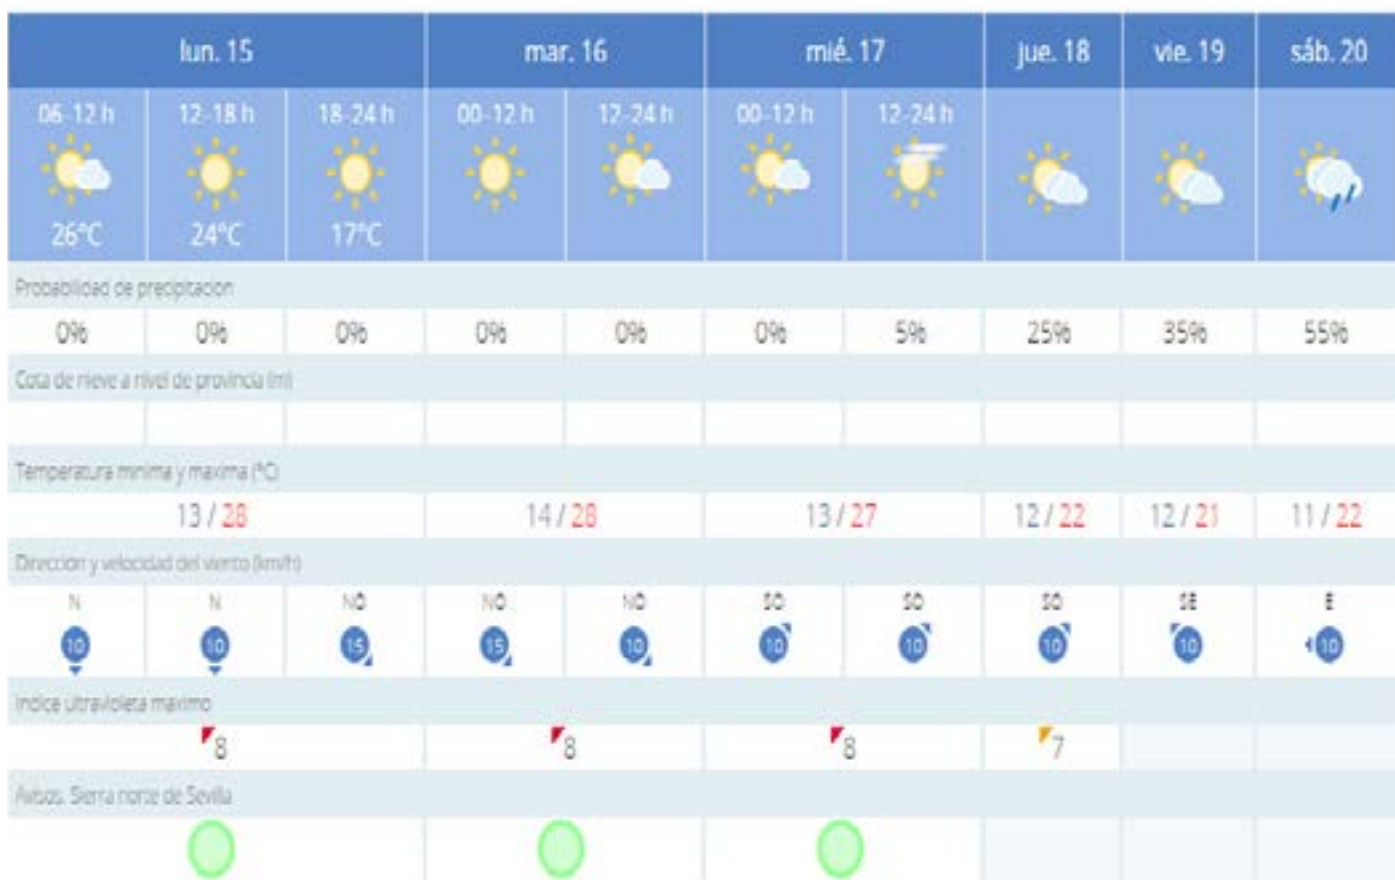 lun. 15 mar. 16 mié. 17 jue. 18 vie. 19 sáb. 20
06-12 h 12-18 h 18-24 h 00-12 h 12-24 h 00-12 h 12-24 h
26°C 24°C 17°C
Probabilidad de precipitación
0% 0% 0% 0% 0% 0% 5% 25% 35% 55%
Cota de nieve a nivel de provincia (m)
Temperatura mínima y máxima (°C)
13 / 28 14 / 28 13 / 27 12 / 22 12 / 21 11 / 22
Dirección y velocidad del viento (km/h)
N N NO NO NO SO SO SO SE E
10 10 15 15 10 10 10 10 10 10
Indice ultravioleta maximo
8 8 8 7
Avisos. Sierra norte de Sevilla